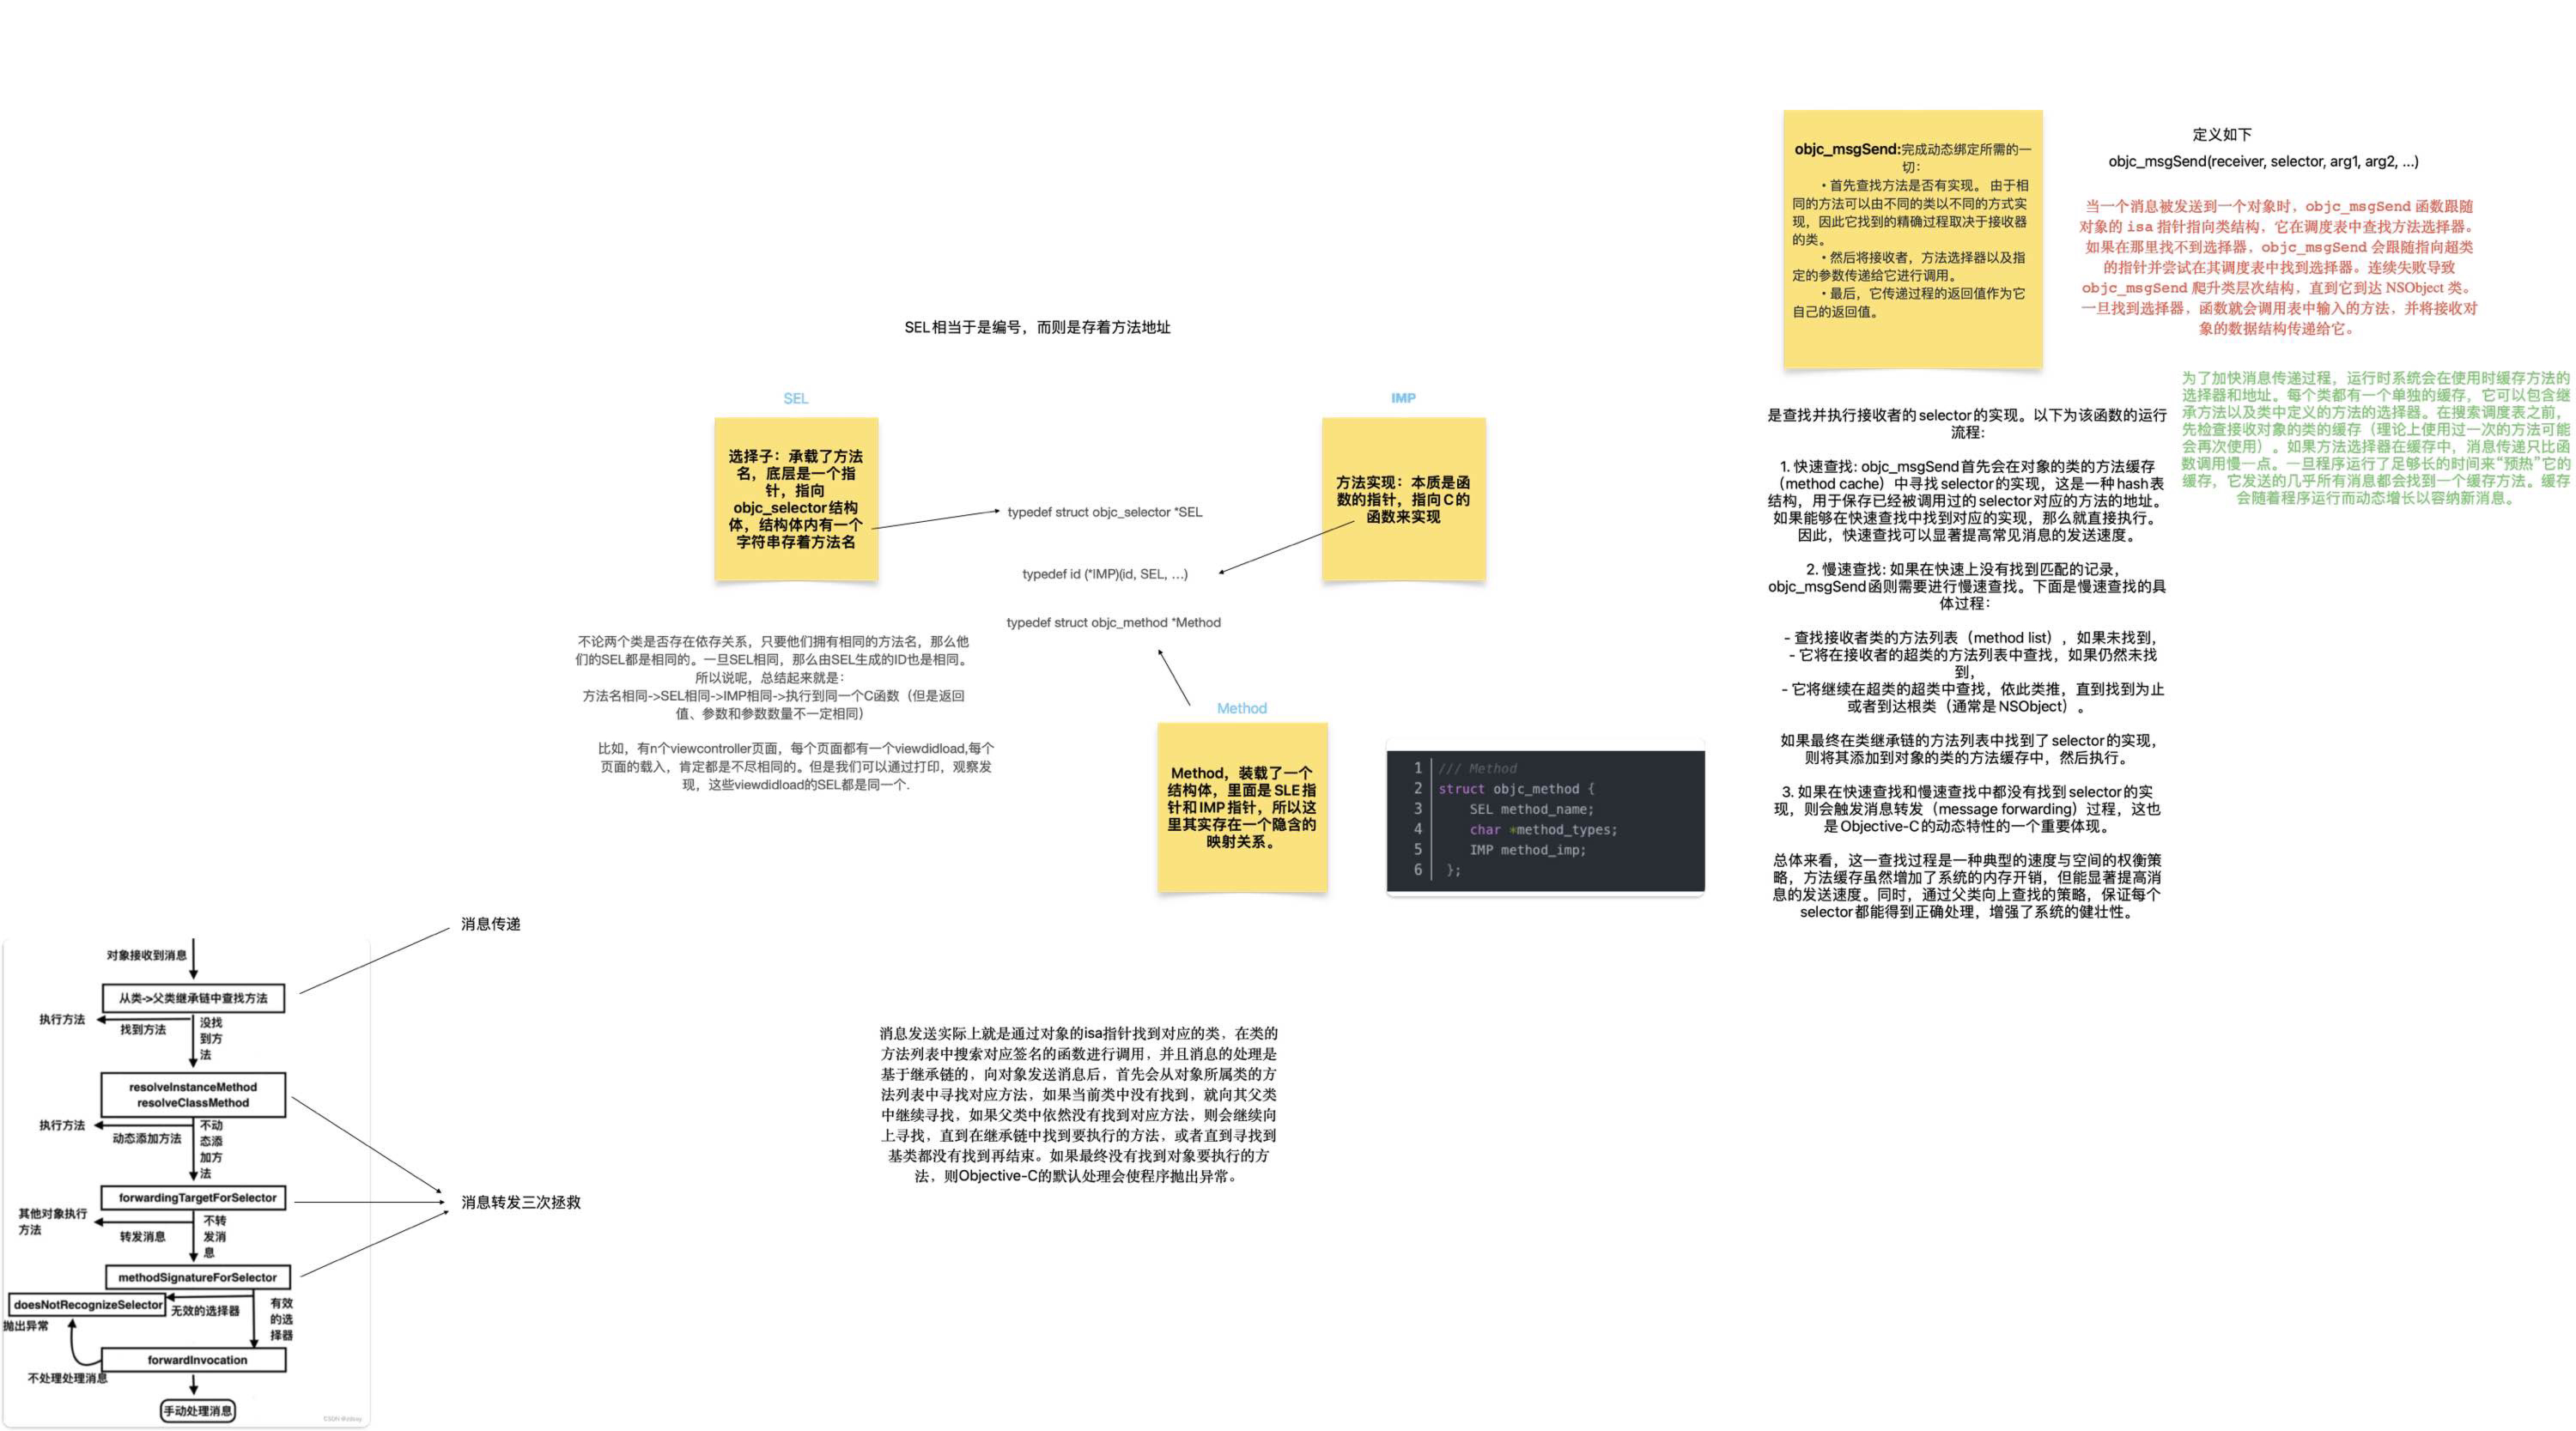 objc_msgSend:完成动态绑定所需的一
切：
• 首先查找方法是否有实现。 由于相
同的方法可以由不同的类以不同的方式实
现，因此它找到的精确过程取决于接收器
的类。
• 然后将接收者，方法选择器以及指
定的参数传递给它进行调用。
• 最后，它传递过程的返回值作为它
自己的返回值。
定义如下
objc_msgSend(receiver, selector, arg1, arg2, ...)
当一个消息被发送到一个对象时，objc_msgSend 函数跟随
对象的 isa 指针指向类结构，它在调度表中查找方法选择器。
如果在那里找不到选择器，objc_msgSend 会跟随指向超类
的指针并尝试在其调度表中找到选择器。连续失败导致
objc_msgSend 爬升类层次结构，直到它到达 NSObject 类。
一旦找到选择器，函数就会调用表中输入的方法，并将接收对
象的数据结构传递给它。
为了加快消息传递过程，运行时系统会在使用时缓存方法的
选择器和地址。每个类都有一个单独的缓存，它可以包含继
承方法以及类中定义的方法的选择器。在搜索调度表之前，
先检查接收对象的类的缓存（理论上使用过一次的方法可能
会再次使用）。如果方法选择器在缓存中，消息传递只比函
数调用慢一点。一旦程序运行了足够长的时间来“预热”它的
缓存，它发送的几乎所有消息都会找到一个缓存方法。缓存
会随着程序运行而动态增长以容纳新消息。
是查找并执行接收者的selector的实现。以下为该函数的运行
流程：
1. 快速查找: objc_msgSend首先会在对象的类的方法缓存
（method cache）中寻找selector的实现，这是一种hash表
结构，用于保存已经被调用过的selector对应的方法的地址。
如果能够在快速查找中找到对应的实现，那么就直接执行。
因此，快速查找可以显著提高常见消息的发送速度。
2. 慢速查找: 如果在快速上没有找到匹配的记录，
objc_msgSend函则需要进行慢速查找。下面是慢速查找的具
体过程：
- 查找接收者类的方法列表（method list），如果未找到，
- 它将在接收者的超类的方法列表中查找，如果仍然未找
到，
- 它将继续在超类的超类中查找，依此类推，直到找到为止
或者到达根类（通常是NSObject）。
如果最终在类继承链的方法列表中找到了selector的实现，
则将其添加到对象的类的方法缓存中，然后执行。
3. 如果在快速查找和慢速查找中都没有找到selector的实
现，则会触发消息转发（message forwarding）过程，这也
是Objective-C的动态特性的一个重要体现。
总体来看，这一查找过程是一种典型的速度与空间的权衡策
略，方法缓存虽然增加了系统的内存开销，但能显著提高消
息的发送速度。同时，通过父类向上查找的策略，保证每个
selector都能得到正确处理，增强了系统的健壮性。
SEL相当于是编号，而则是存着方法地址
SEL
选择子：承载了方法
名，底层是一个指
针，指向
objc_selector结构
体，结构体内有一个
字符串存着方法名
IMP
方法实现：本质是函
数的指针，指向C的
函数来实现
typedef struct objc_selector *SEL
typedef id (*IMP)(id, SEL, ...)
typedef struct objc_method *Method
不论两个类是否存在依存关系，只要他们拥有相同的方法名，那么他
们的SEL都是相同的。一旦SEL相同，那么由SEL生成的ID也是相同。
所以说呢，总结起来就是：
方法名相同->SEL相同->IMP相同->执行到同一个C函数（但是返回
值、参数和参数数量不一定相同）
比如，有n个viewcontroller页面，每个页面都有一个viewdidload,每个
页面的载入，肯定都是不尽相同的。但是我们可以通过打印，观察发
现，这些viewdidload的SEL都是同一个.
Method
Method，装载了一个
结构体，里面是SLE指
针和IMP指针，所以这
里其实存在一个隐含的
映射关系。
1 /// Method
2 struct objc_method {
3 SEL method_name;
4 char *method_types;
5 IMP method_imp;
6 };
消息传递
对象接收到消息
从类->父类继承链中查找方法
执行方法
找到方法
没找
到方
法
resolveInstanceMethod
resolveClassMethod
执行方法
动态添加方法
不动
态添
加方
法
forwardingTargetForSelector
其他对象执行
方法
转发消息
不转
发消
息
methodSignatureForSelector
doesNotRecognizeSelector
无效的选择器
有效
的选
择器
抛出异常
forwardInvocation
不处理处理消息
手动处理消息
消息转发三次拯救
消息发送实际上就是通过对象的isa指针找到对应的类，在类的
方法列表中搜索对应签名的函数进行调用，并且消息的处理是
基于继承链的，向对象发送消息后，首先会从对象所属类的方
法列表中寻找对应方法，如果当前类中没有找到，就向其父类
中继续寻找，如果父类中依然没有找到对应方法，则会继续向
上寻找，直到在继承链中找到要执行的方法，或者直到寻找到
基类都没有找到再结束。如果最终没有找到对象要执行的方
法，则Objective-C的默认处理会使程序抛出异常。